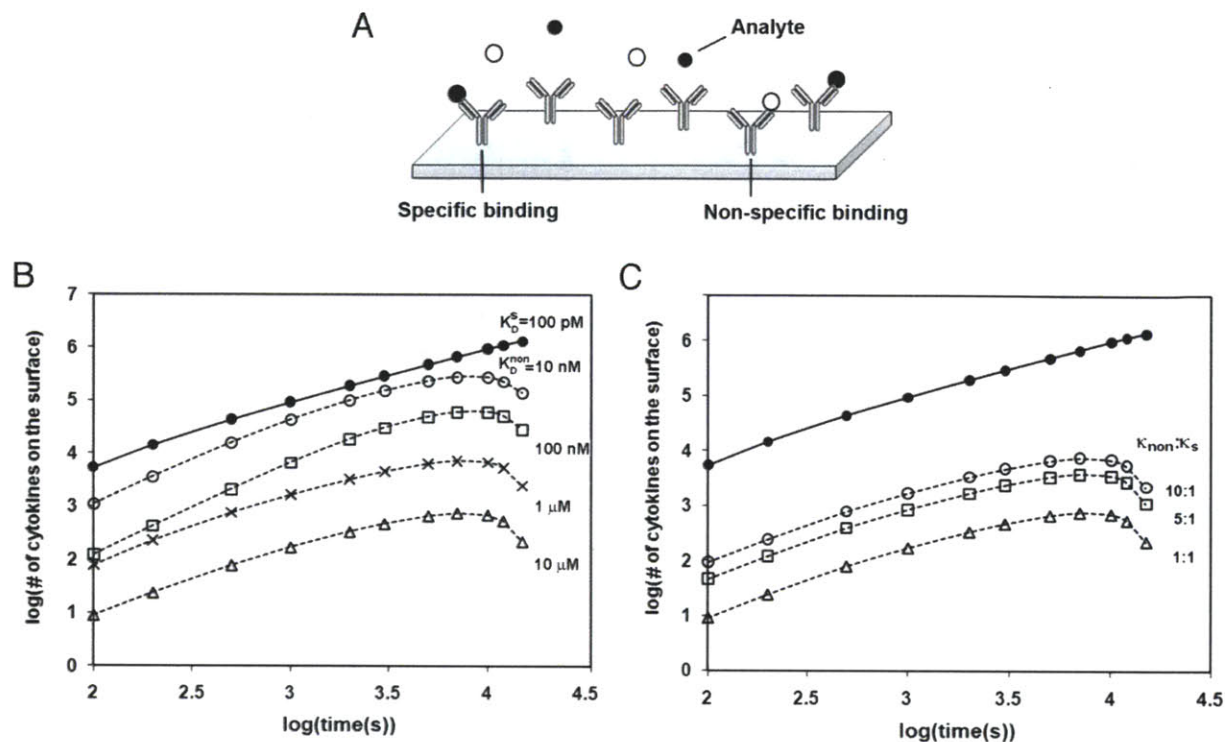 A
Analyte
Specific binding
Non-specific binding
B
log(# of cytokines on the surface)
7
6
5
4
3
2
1
0
K_D^S=100 pM
K_D^non=10 nM
100 nM
1 μM
10 μM
2
2.5
3
3.5
4
4.5
log(time(s))
C
log(# of cytokines on the surface)
6
5
4
3
2
1
0
κnon:κs
10:1
5:1
1:1
2
2.5
3
3.5
4
4.5
log(time(s))